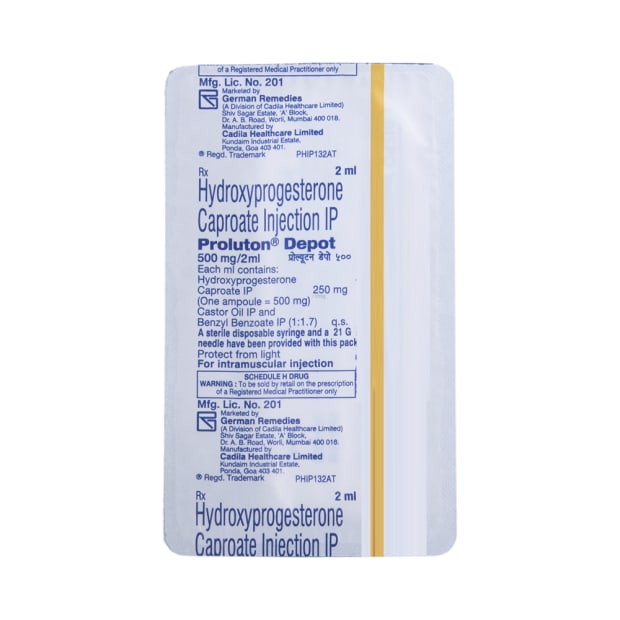 of a Registered Medical Practitioner only
Mfg. Lic. No. 201
Marketed by
German Remedies
(A Division of Cadila Healthcare Limited)
Shiv Sagar Estate, 'A' Block,
Dr. A. B. Road, Worli, Mumbai 400 018.
Manufactured by
Cadila Healthcare Limited
Kundaim Industrial Estate,
Ponda, Goa 403 401.
® Regd. Trademark PHIP132AT
Rx 2 ml
Hydroxyprogesterone
Caproate Injection IP
Proluton® Depot
500 mg/2ml प्रोल्यूटन डेपो ५००
Each ml contains:
Hydroxyprogesterone
Caproate IP 250 mg
(One ampoule = 500 mg)
Castor Oil IP and
Benzyl Benzoate IP (1:1.7) q.s.
A sterile disposable syringe and a 21 G
needle have been provided with this pack
Protect from light
For intramuscular injection
SCHEDULE H DRUG
WARNING : To be sold by retail on the prescription
of a Registered Medical Practitioner only
Mfg. Lic. No. 201
Marketed by
German Remedies
(A Division of Cadila Healthcare Limited)
Shiv Sagar Estate, 'A' Block,
Dr. A. B. Road, Worli, Mumbai 400 018.
Manufactured by
Cadila Healthcare Limited
Kundaim Industrial Estate,
Ponda, Goa 403 401.
® Regd. Trademark PHIP132AT
Rx 2 ml
Hydroxyprogesterone
Caproate Injection IP